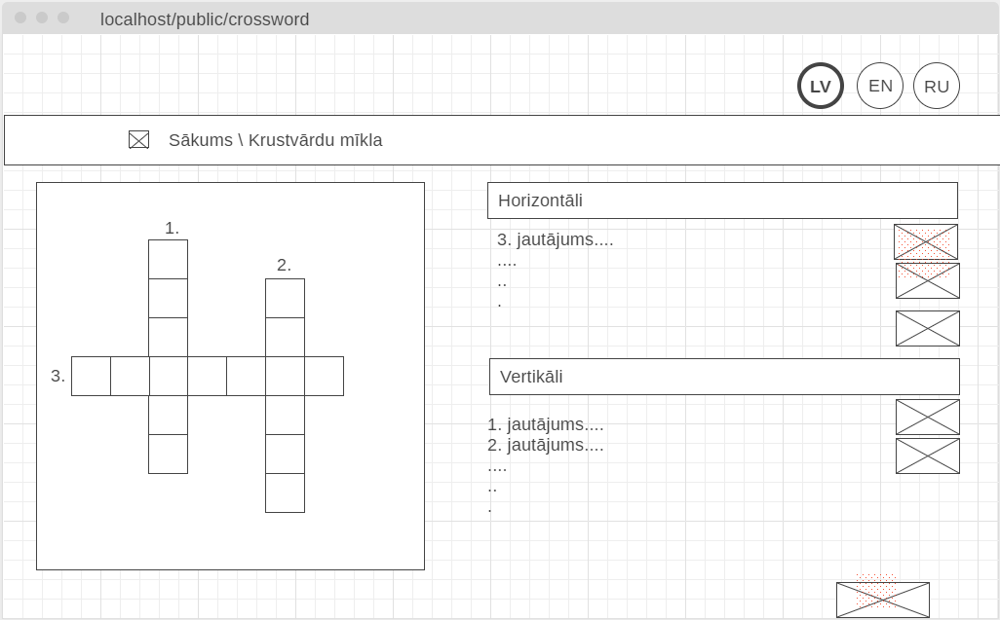 localhost/public/crossword
LV EN RU
Sākums \ Krustvārdu mīkla
1.
2.
3.
Horizontāli
3. jautājums....
....
..
.
Vertikāli
1. jautājums....
2. jautājums....
....
..
.